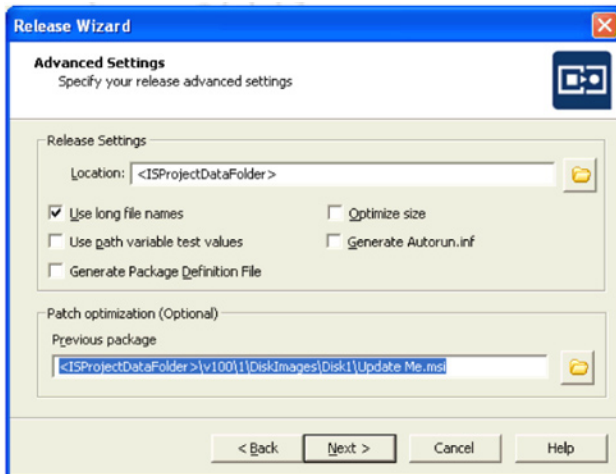 Release Wizard
Advanced Settings
Specify your release advanced settings
Release Settings
Location: <ISProjectDataFolder>
Use long file names
Optimize size
Use path variable test values
Generate Autorun.inf
Generate Package Definition File
Patch optimization (Optional)
Previous package
<ISProjectDataFolder>\v100\1\DiskImages\Disk1\Update Me.msi
< Back
Next >
Cancel
Help